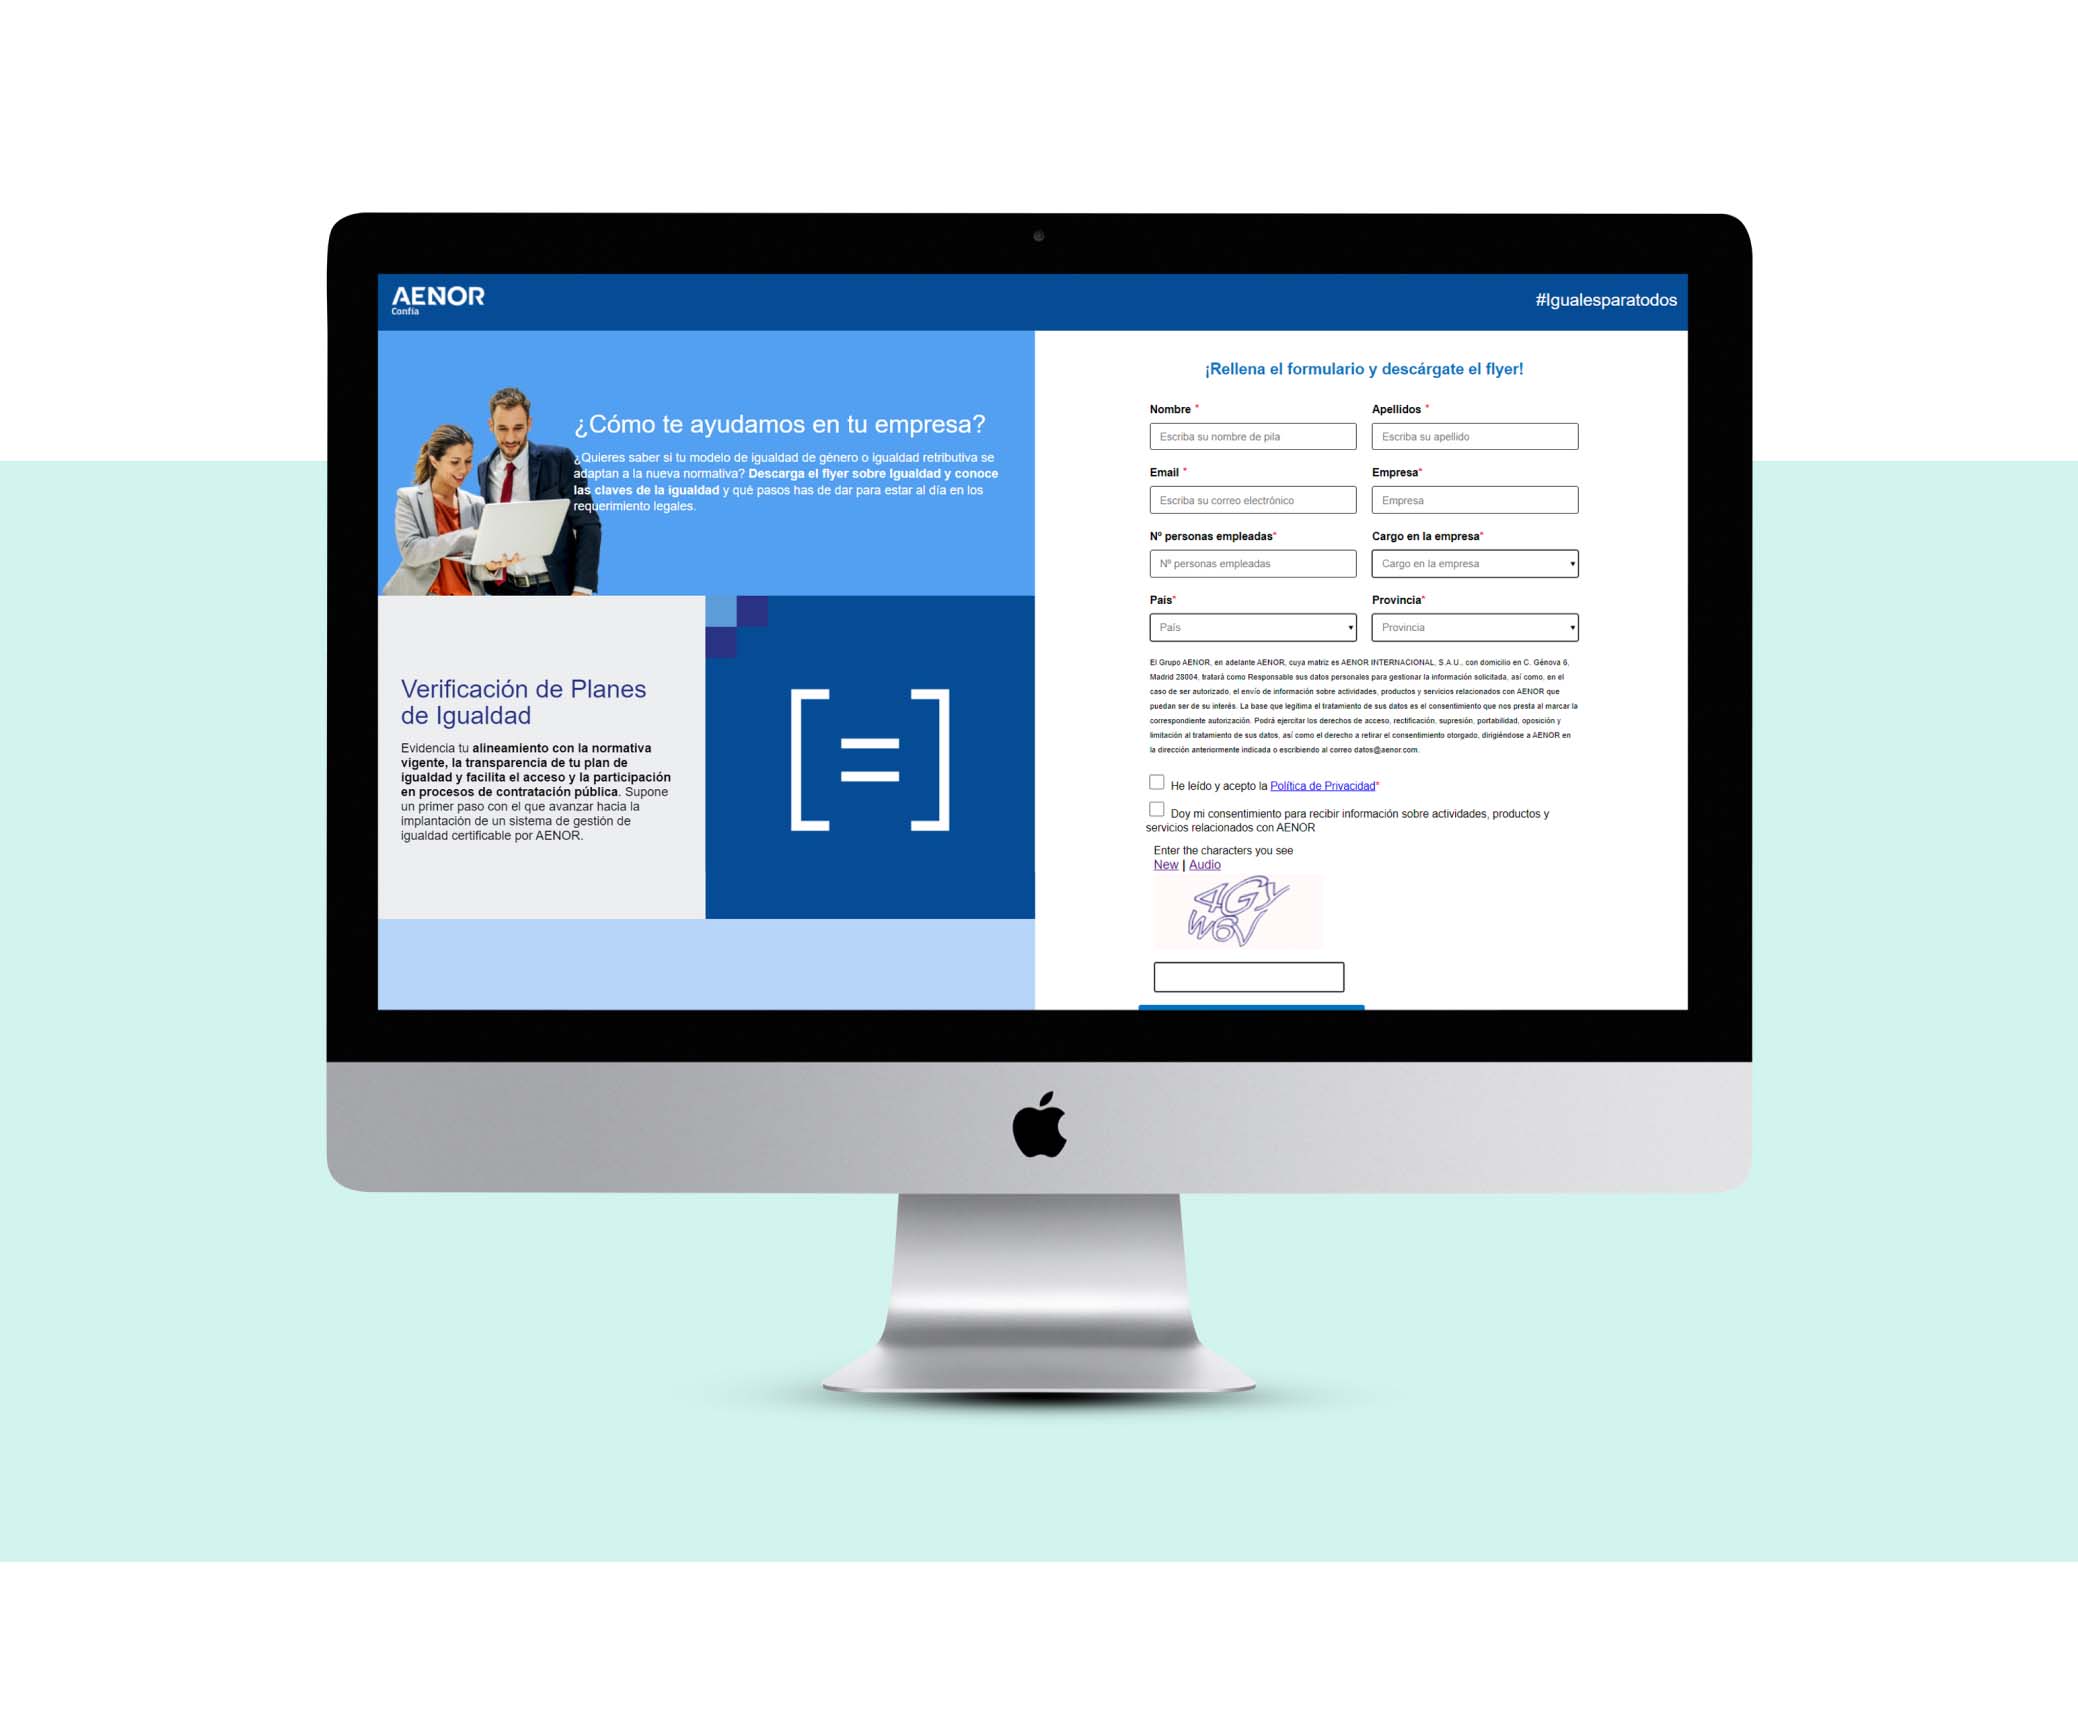 AENOR
Confía
#Igualesparatodos
¿Cómo te ayudamos en tu empresa?
¿Quieres saber si tu modelo de igualdad de género o igualdad retributiva se
adaptan a la nueva normativa? Descarga el flyer sobre Igualdad y conoce
las claves de la igualdad y qué pasos has de dar para estar al día en los
requerimiento legales.
Verificación de Planes
de Igualdad
Evidencia tu alineamiento con la normativa
vigente, la transparencia de tu plan de
igualdad y facilita el acceso y la participación
en procesos de contratación pública. Supone
un primer paso con el que avanzar hacia la
implantación de un sistema de gestión de
igualdad certificable por AENOR.
[=]
¡Rellena el formulario y descárgate el flyer!
Nombre * Apellidos *
Escriba su nombre de pila Escriba su apellido
Email * Empresa*
Escriba su correo electrónico Empresa
Nº personas empleadas* Cargo en la empresa*
Nº personas empleadas Cargo en la empresa
País* Provincia*
País Provincia
El Grupo AENOR, en adelante AENOR, cuya matriz es AENOR INTERNACIONAL, S.A.U., con domicilio en C. Génova 6,
Madrid 28004, tratará como Responsable sus datos personales para gestionar la información solicitada, así como, en el
caso de ser autorizado, el envío de información sobre actividades, productos y servicios relacionados con AENOR que
puedan ser de su interés. La base que legitima el tratamiento de sus datos es el consentimiento que nos presta al marcar la
correspondiente autorización. Podrá ejercitar los derechos de acceso, rectificación, supresión, portabilidad, oposición y
limitación al tratamiento de sus datos, así como el derecho a retirar el consentimiento otorgado, dirigiéndose a AENOR en
la dirección anteriormente indicada o escribiendo al correo datos@aenor.com.
He leído y acepto la Política de Privacidad*
Doy mi consentimiento para recibir información sobre actividades, productos y
servicios relacionados con AENOR
Enter the characters you see
New | Audio
4GY
W6V